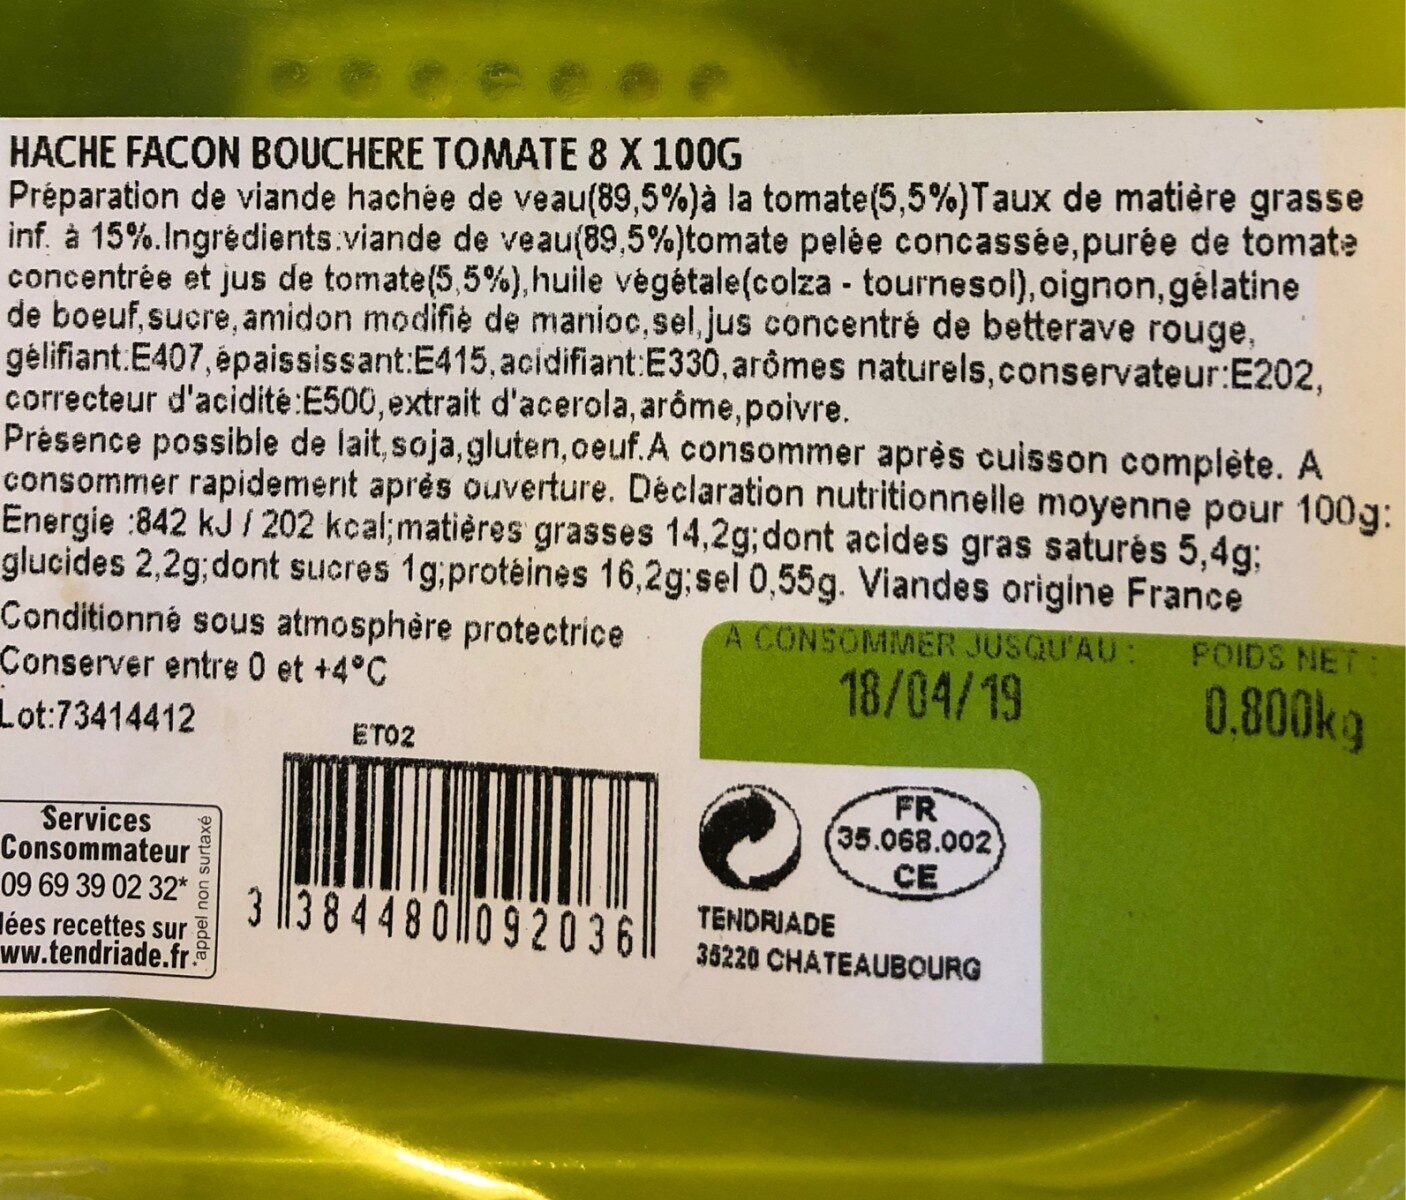 HACHE FACON BOUCHERE TOMATE 8 X 100G
Préparation de viande hachée de veau(89,5%)à la tomate(5,5%)Taux de matière grasse
inf. à 15%.Ingrédients:viande de veau(89,5%)tomate pelée concassée,purée de tomate
concentrée et jus de tomate(5,5%),huile végétale(colza - tournesol),oignon,gélatine
de boeuf,sucre,amidon modifié de manioc,sel,jus concentré de betterave rouge,
gélifiant:E407,épaississant:E415,acidifiant:E330,arômes naturels,conservateur:E202,
correcteur d'acidité:E500,extrait d'acerola,arôme,poivre.
Présence possible de lait,soja,gluten,oeuf.A consommer après cuisson complète. A
consommer rapidement après ouverture. Déclaration nutritionnelle moyenne pour 100g:
Energie :842 kJ / 202 kcal;matières grasses 14,2g;dont acides gras saturés 5,4g;
glucides 2,2g;dont sucres 1g;protéines 16,2g;sel 0,55g. Viandes origine France
Conditionné sous atmosphère protectrice
Conserver entre 0 et +4°C
Lot:73414412
A CONSOMMER JUSQU'AU : POIDS NET :
18/04/19 0.800kg
ET02
3 384480 092036
Services
Consommateur
09 69 39 02 32*
Idées recettes sur
www.tendriade.fr
*appel non surtaxé
FR
35.068.002
CE
TENDRIADE
35220 CHATEAUBOURG